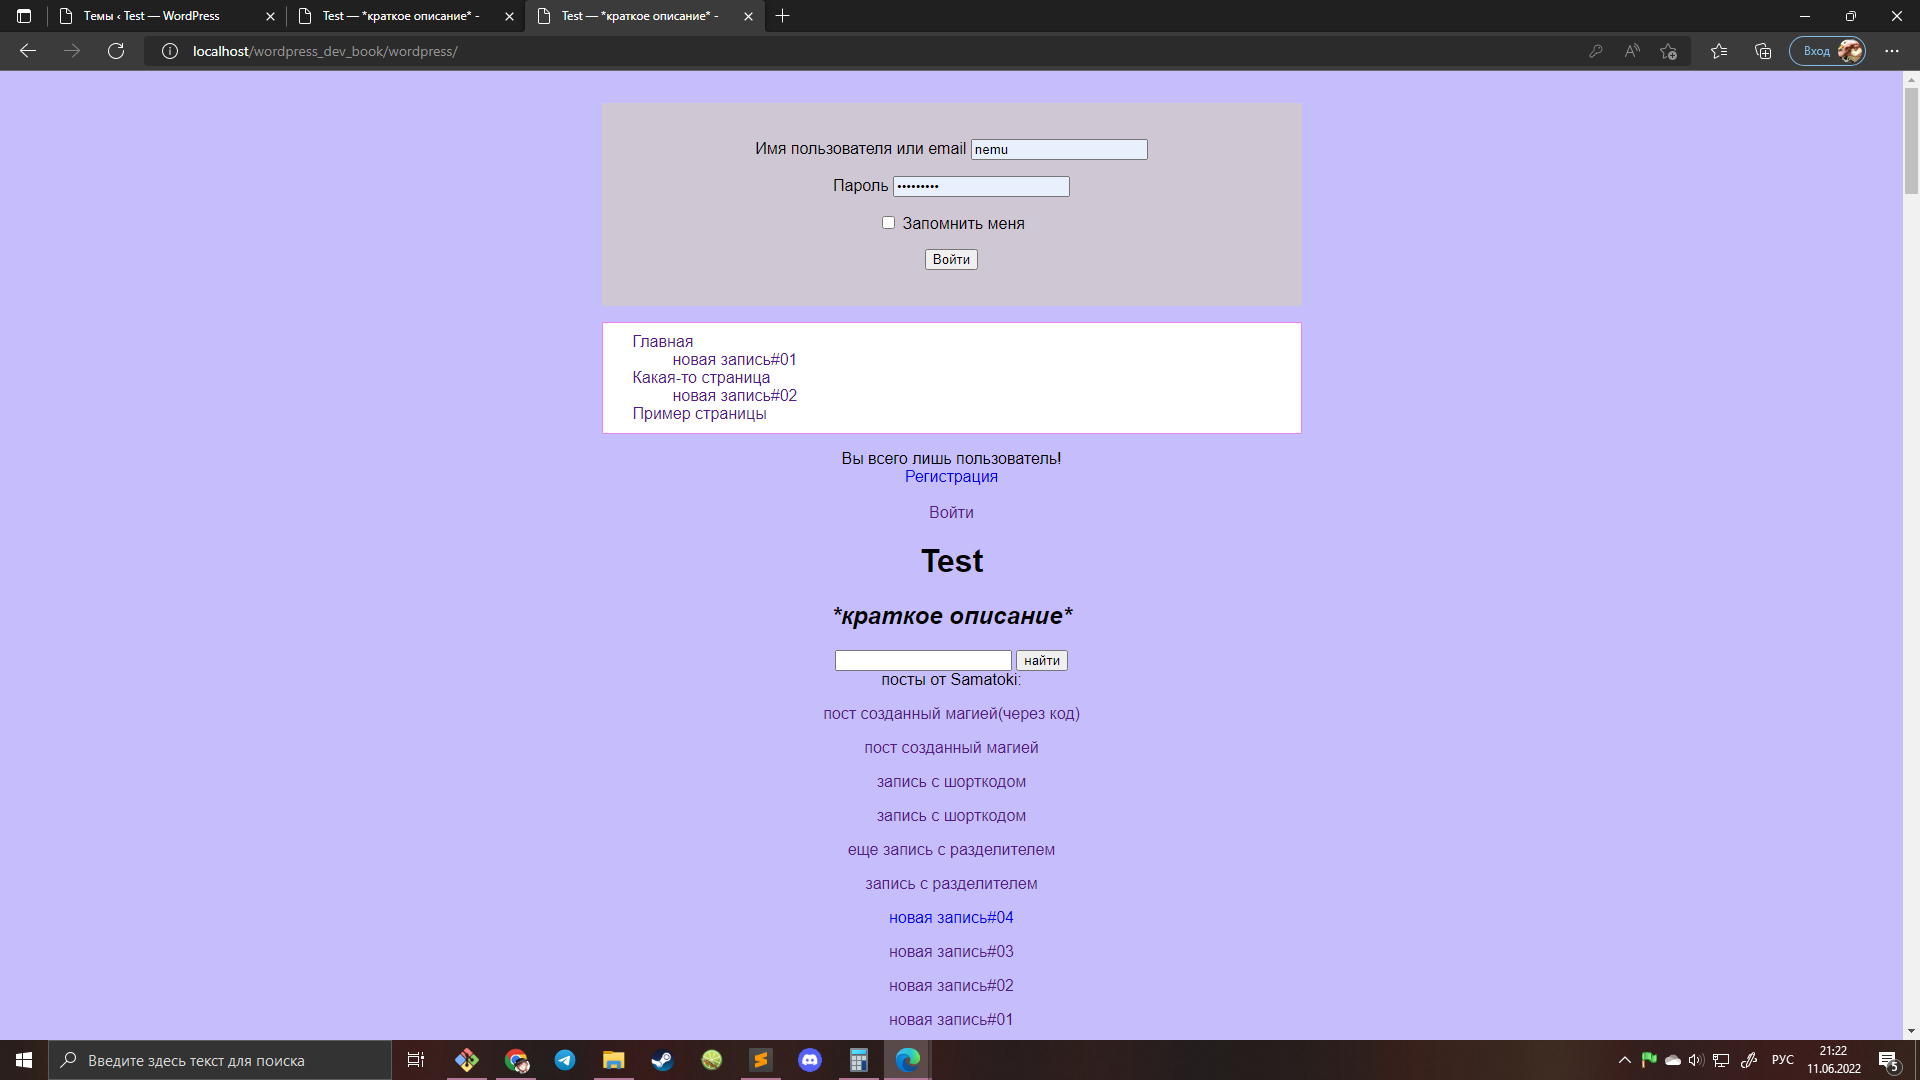 Темы ‹ Test — WordPress
Test — *краткое описание* -
Test — *краткое описание* -
localhost/wordpress_dev_book/wordpress/
Вход
Имя пользователя или email nemu
Пароль •••••••••
Запомнить меня
Войти
Главная
новая запись#01
Какая-то страница
новая запись#02
Пример страницы
Вы всего лишь пользователь!
Регистрация
Войти
Test
*краткое описание*
найти
посты от Samatoki:
пост созданный магией(через код)
пост созданный магией
запись с шорткодом
запись с шорткодом
еще запись с разделителем
запись с разделителем
новая запись#04
новая запись#03
новая запись#02
новая запись#01
Введите здесь текст для поиска
РУС
21:22
11.06.2022
5